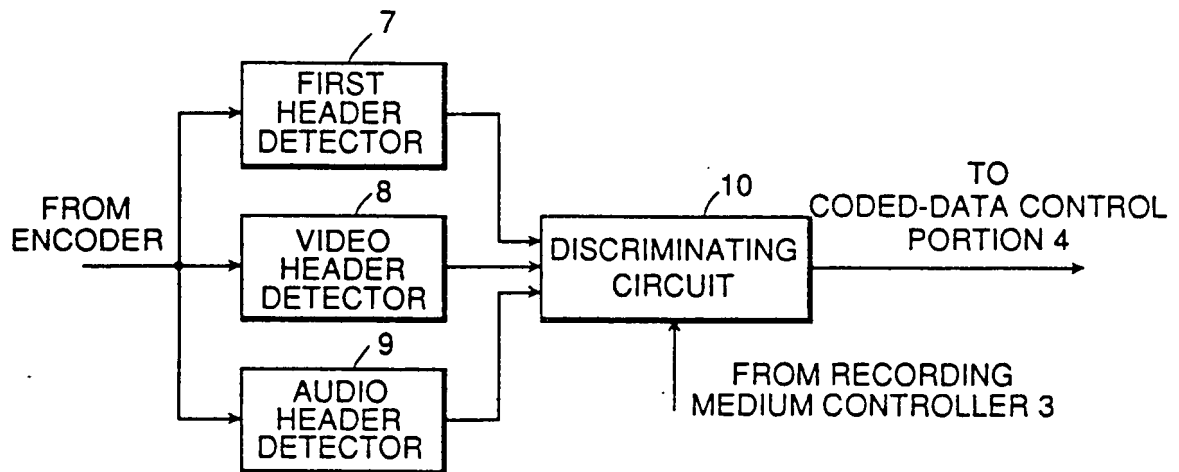 7
FIRST
HEADER
DETECTOR
FROM
ENCODER
8
VIDEO
HEADER
DETECTOR
9
AUDIO
HEADER
DETECTOR
10
DISCRIMINATING
CIRCUIT
TO
CODED-DATA CONTROL
PORTION 4
FROM RECORDING
MEDIUM CONTROLLER 3